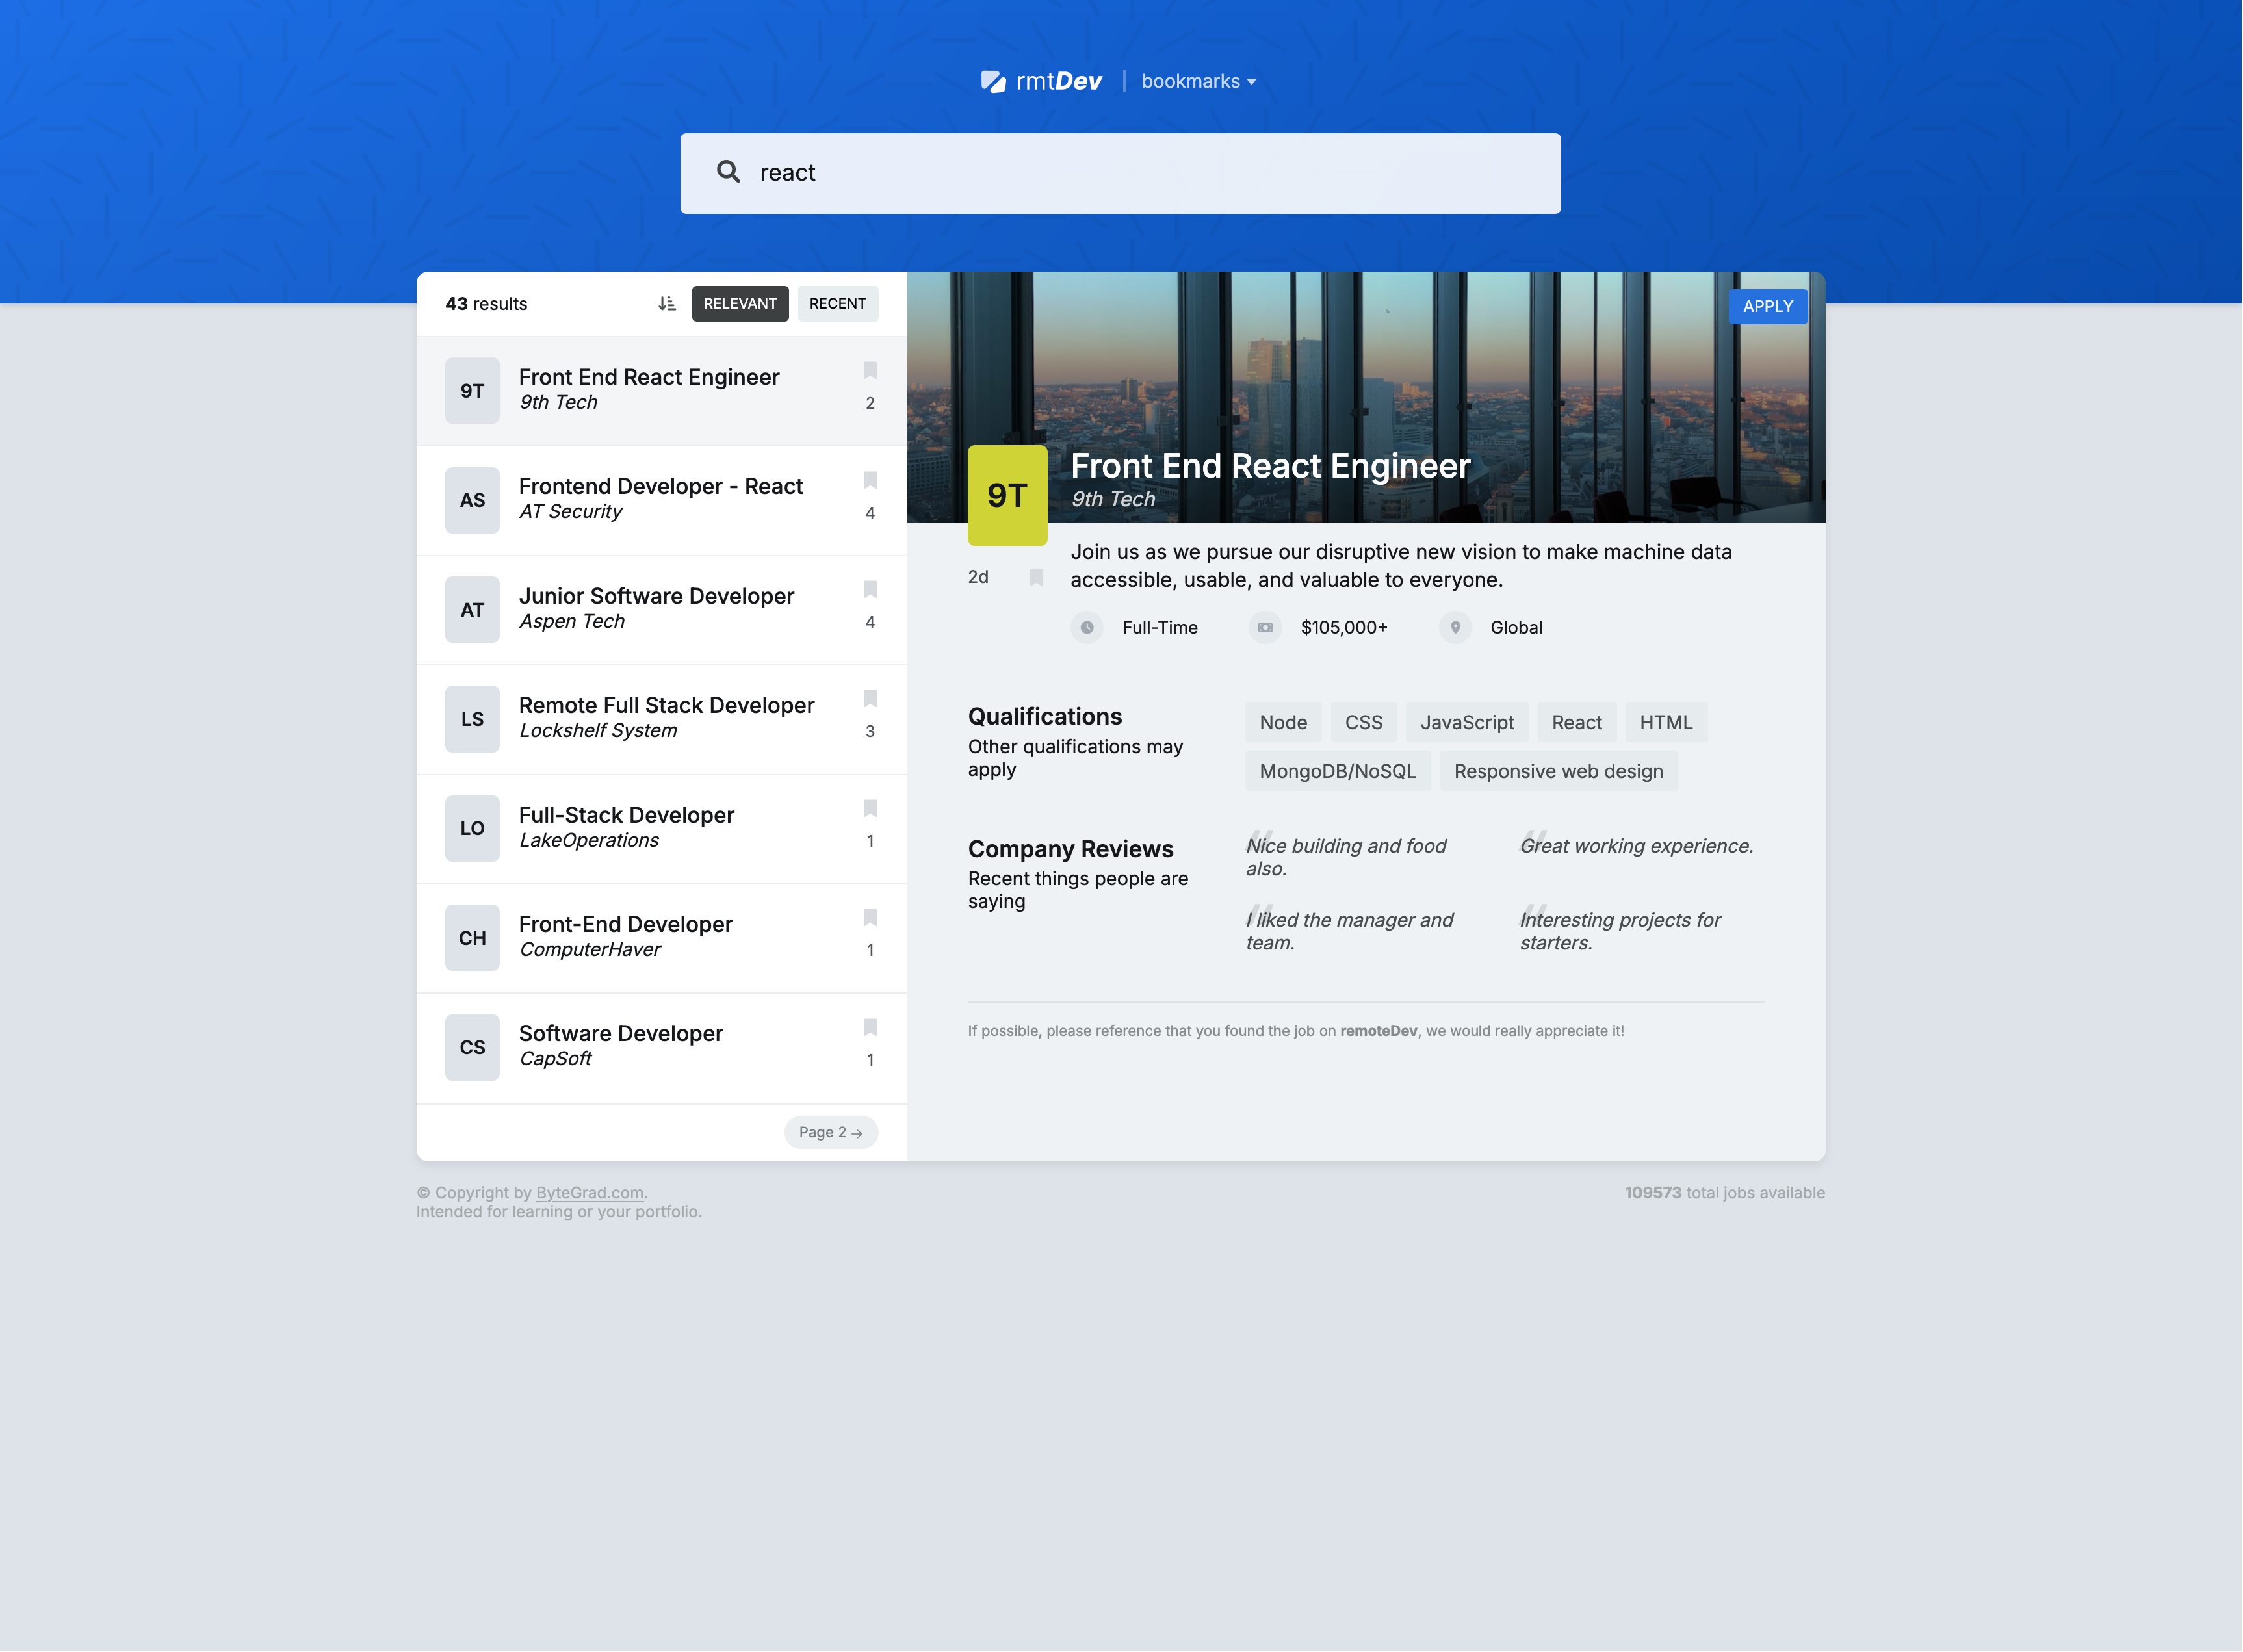 rmtDev
bookmarks
react
43 results
RELEVANT
RECENT
9T
Front End React Engineer
9th Tech
2
AS
Frontend Developer - React
AT Security
4
AT
Junior Software Developer
Aspen Tech
4
LS
Remote Full Stack Developer
Lockshelf System
3
LO
Full-Stack Developer
LakeOperations
1
CH
Front-End Developer
ComputerHaver
1
CS
Software Developer
CapSoft
1
Page 2 →
APPLY
9T
Front End React Engineer
9th Tech
2d
Join us as we pursue our disruptive new vision to make machine data
accessible, usable, and valuable to everyone.
Full-Time
$105,000+
Global
Qualifications
Other qualifications may
apply
Node
CSS
JavaScript
React
HTML
MongoDB/NoSQL
Responsive web design
Company Reviews
Recent things people are
saying
Nice building and food
also.
Great working experience.
I liked the manager and
team.
Interesting projects for
starters.
If possible, please reference that you found the job on remoteDev, we would really appreciate it!
© Copyright by ByteGrad.com.
Intended for learning or your portfolio.
109573 total jobs available